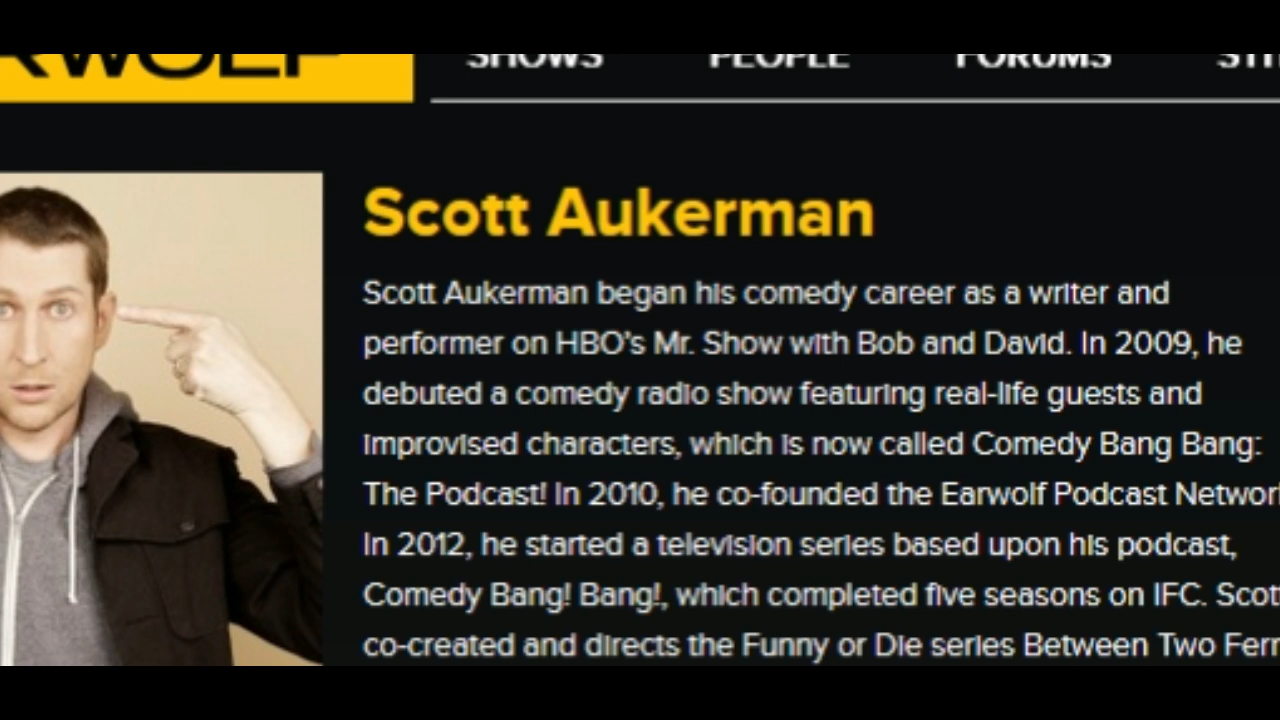 RWOLF
SHOWS PEOPLE FORUMS
Scott Aukerman
Scott Aukerman began his comedy career as a writer and
performer on HBO's Mr. Show with Bob and David. In 2009, he
debuted a comedy radio show featuring real-life guests and
improvised characters, which is now called Comedy Bang Bang:
The Podcast! In 2010, he co-founded the Earwolf Podcast
In 2012, he started a television series based upon his podcast,
Comedy Bang! Bang!, which completed five seasons on IFC. Scott
co-created and directs the Funny or Die series Between Two